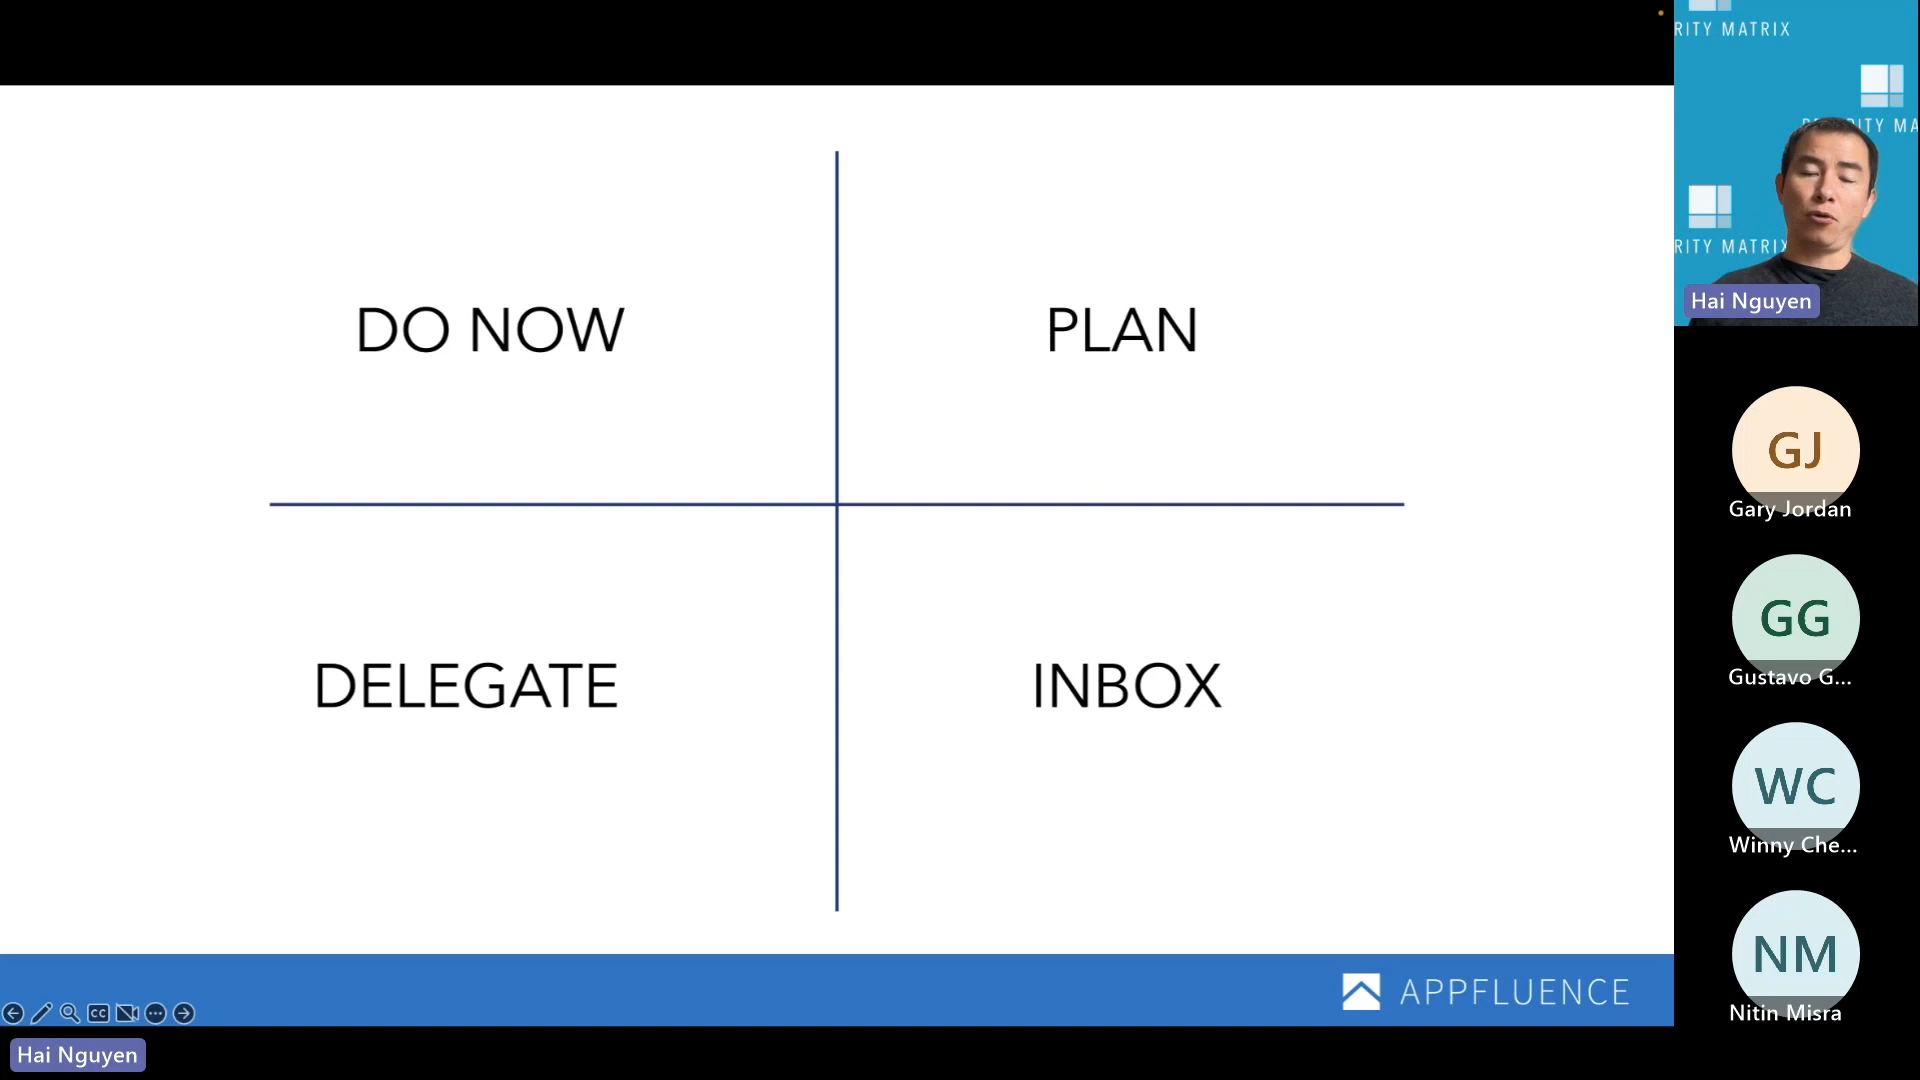 DO NOW
PLAN
DELEGATE
INBOX
APPFLUENCE
CC
Hai Nguyen
RITY MATRIX
RITY MATRIX
Hai Nguyen
GJ
Gary Jordan
GG
Gustavo G...
WC
Winny Che...
NM
Nitin Misra